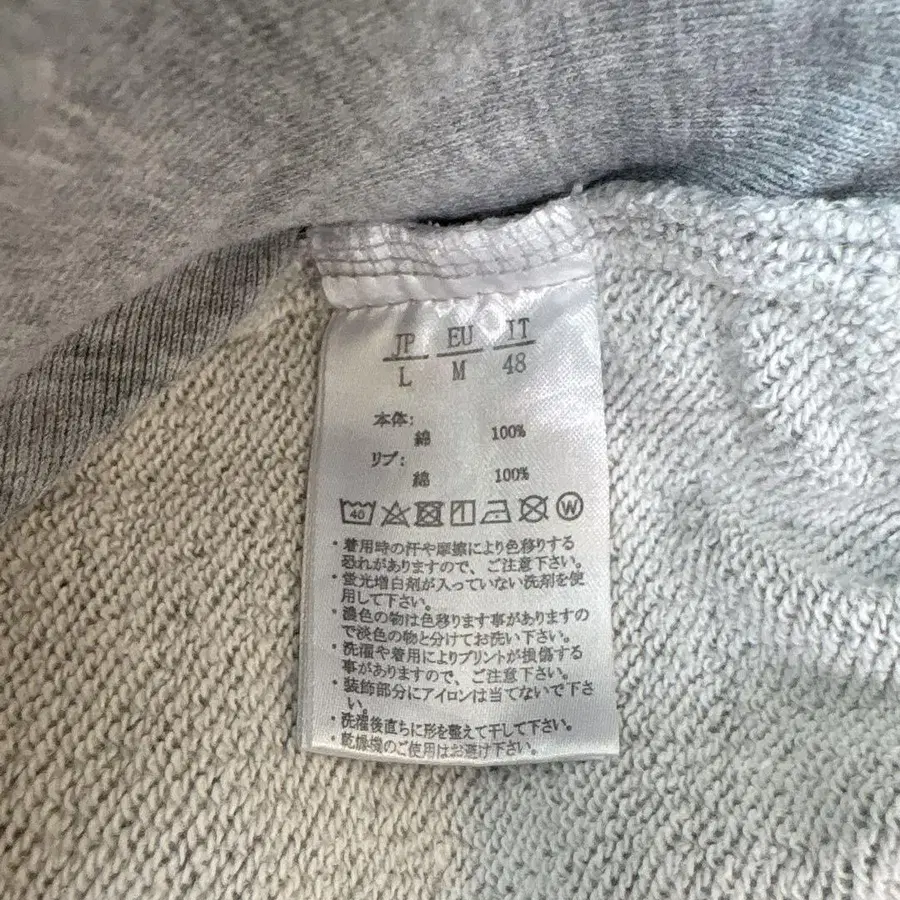 JP EU IT
L M 48
本体:
綿 100%
リブ:
綿 100%
40 W
・着用時の汗や摩擦により色移りする
恐れがありますので、ご注意下さい。
・蛍光増白剤が入っていない洗剤を使
用して下さい。
・濃色の物は色移ります事がありますの
で淡色の物と分けてお洗い下さい。
・洗濯や着用によりプリントが損傷する
事がありますので、ご注意下さい。
・装飾部分にアイロンは当てないで下さ
い。
・洗濯後直ちに形を整えて干して下さい。
・乾燥機のご使用はお避け下さい。